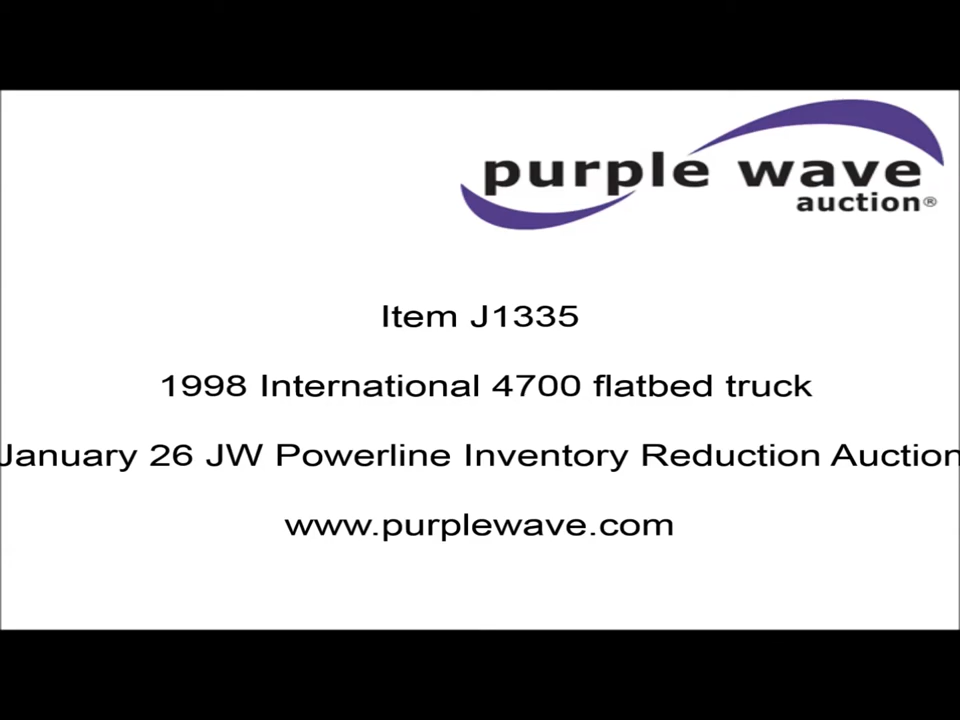 purple wave
auction®
Item J1335
1998 International 4700 flatbed truck
January 26 JW Powerline Inventory Reduction Auction
www.purplewave.com